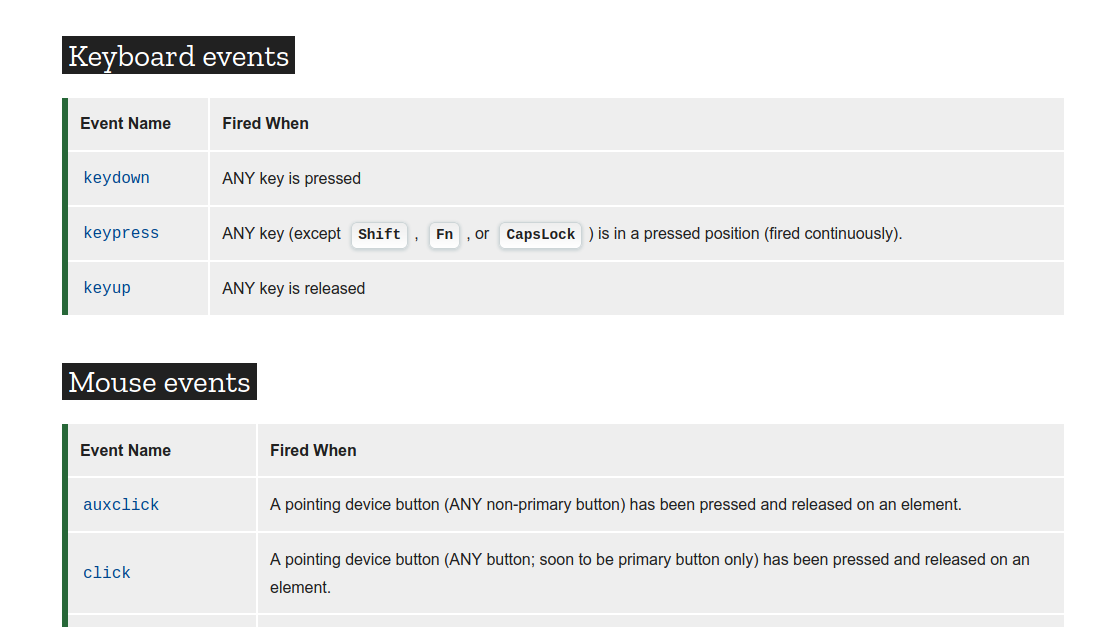 Keyboard events
Event Name Fired When
keydown ANY key is pressed
keypress ANY key (except Shift , Fn , or CapsLock ) is in a pressed position (fired continuously).
keyup ANY key is released
Mouse events
Event Name Fired When
auxclick A pointing device button (ANY non-primary button) has been pressed and released on an element.
click A pointing device button (ANY button; soon to be primary button only) has been pressed and released on an
element.